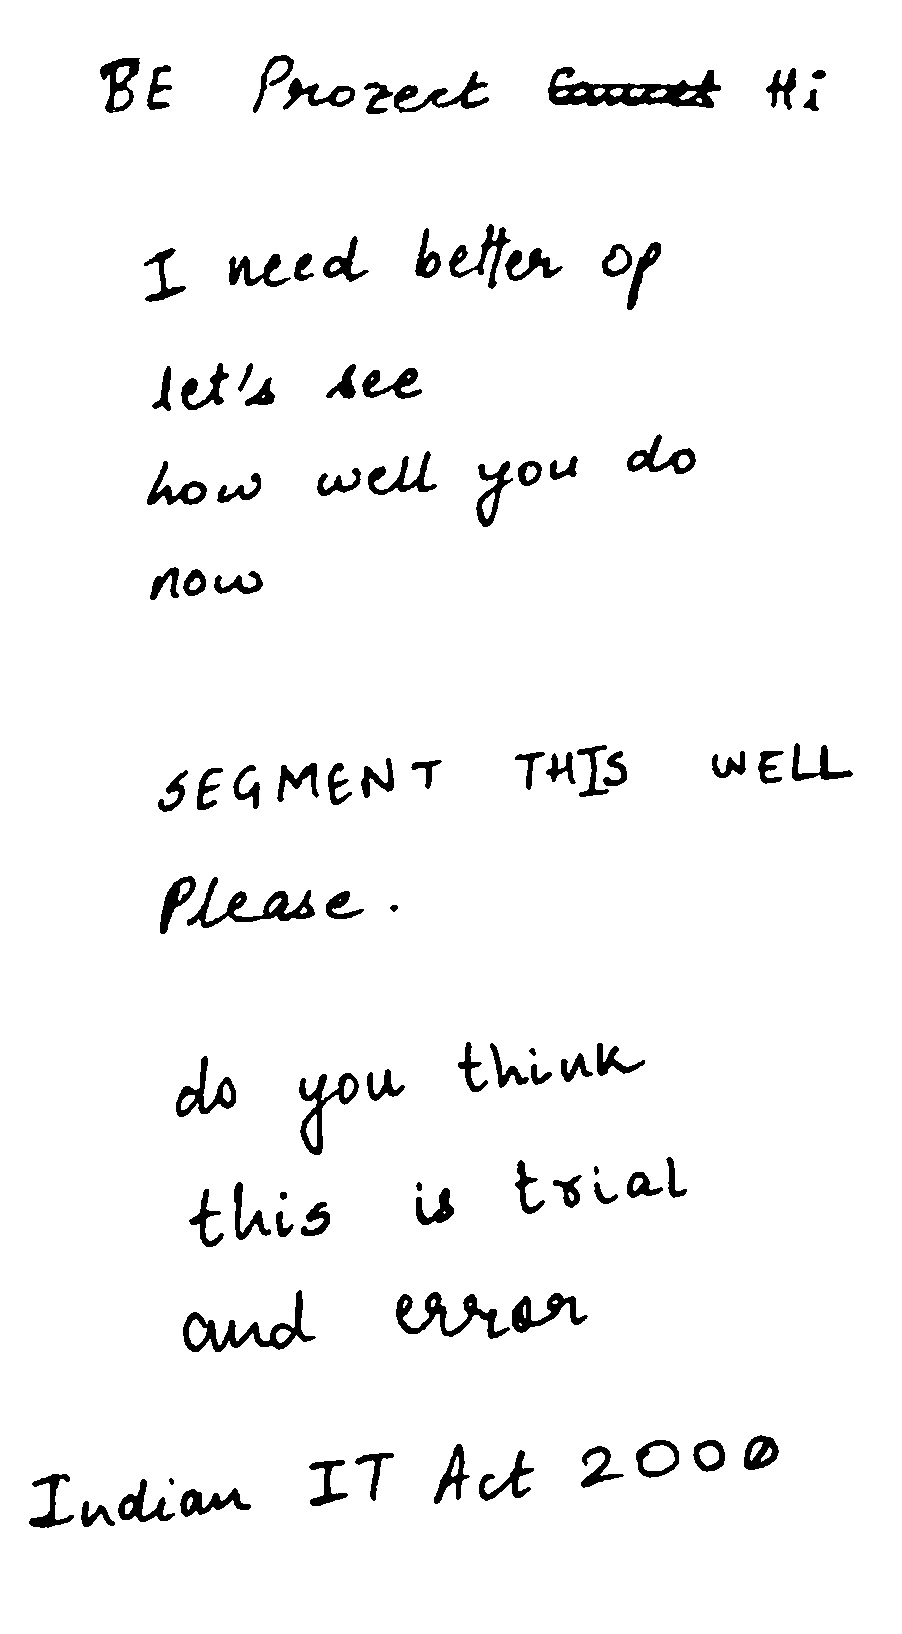 BE Prozect Hi
I need better op
let's see
how well you do
now
SEGMENT THIS WELL
Please.
do you think
this is trial
and error
Indian IT Act 2000